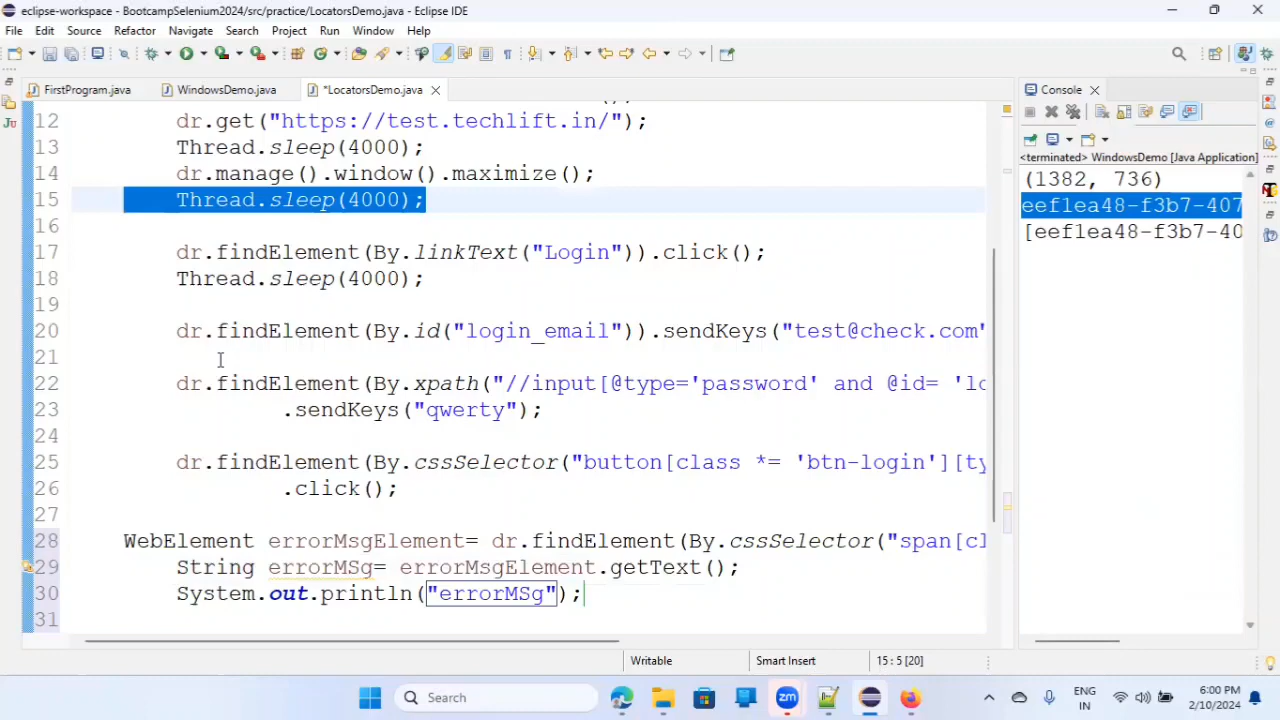 eclipse-workspace - BootcampSelenium2024/src/practice/LocatorsDemo.java - Eclipse IDE
File Edit Source Refactor Navigate Search Project Run Window Help
FirstProgram.java WindowsDemo.java *LocatorsDemo.java
Console
<terminated> WindowsDemo [Java Application]
(1382, 736)
eef1ea48-f3b7-407
[eef1ea48-f3b7-40
12 dr.get("https://test.techlift.in/");
13 Thread.sleep(4000);
14 dr.manage().window().maximize();
15 Thread.sleep(4000);
16
17 dr.findElement(By.linkText("Login")).click();
18 Thread.sleep(4000);
19
20 dr.findElement(By.id("login_email")).sendKeys("test@check.com"
21
22 dr.findElement(By.xpath("//input[@type='password' and @id= 'lo
23 .sendKeys("qwerty");
24
25 dr.findElement(By.cssSelector("button[class *= 'btn-login'][ty
26 .click();
27
28 WebElement errorMsgElement= dr.findElement(By.cssSelector("span[cl
29 String errorMSg= errorMsgElement.getText();
30 System.out.println("errorMSg");
31
Writable Smart Insert 15 : 5 [20]
Search
ENG
IN
6:00 PM
2/10/2024